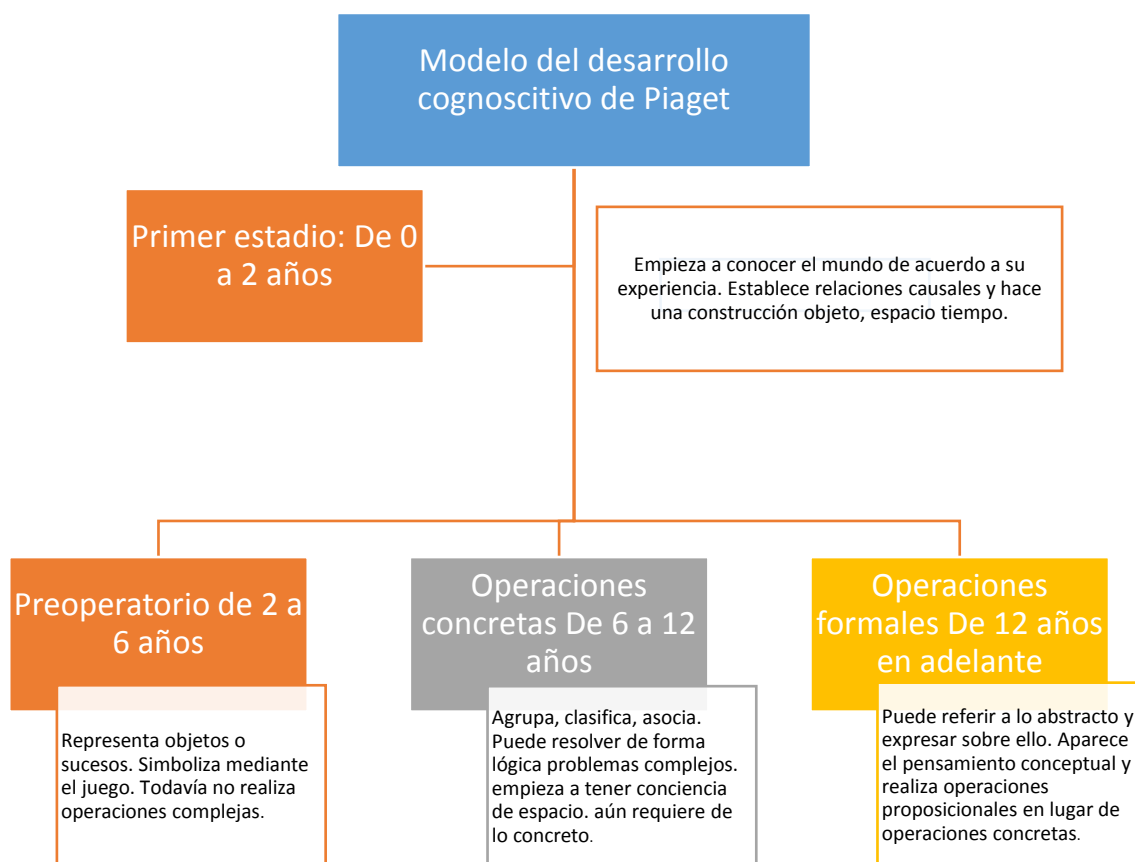 Modelo del desarrollo
cognoscitivo de Piaget
Primer estadio: De 0
a 2 años
Empieza a conocer el mundo de acuerdo a su
experiencia. Establece relaciones causales y hace
una construcción objeto, espacio tiempo.
Preoperatorio de 2 a
6 años
Representa objetos o
sucesos. Simboliza mediante
el juego. Todavía no realiza
operaciones complejas.
Operaciones
concretas De 6 a 12
años
Agrupa, clasifica, asocia.
Puede resolver de forma
lógica problemas complejos.
empieza a tener conciencia
de espacio. aún requiere de
lo concreto.
Operaciones
formales De 12 años
en adelante
Puede referir a lo abstracto y
expresar sobre ello. Aparece
el pensamiento conceptual y
realiza operaciones
proposicionales en lugar de
operaciones concretas.